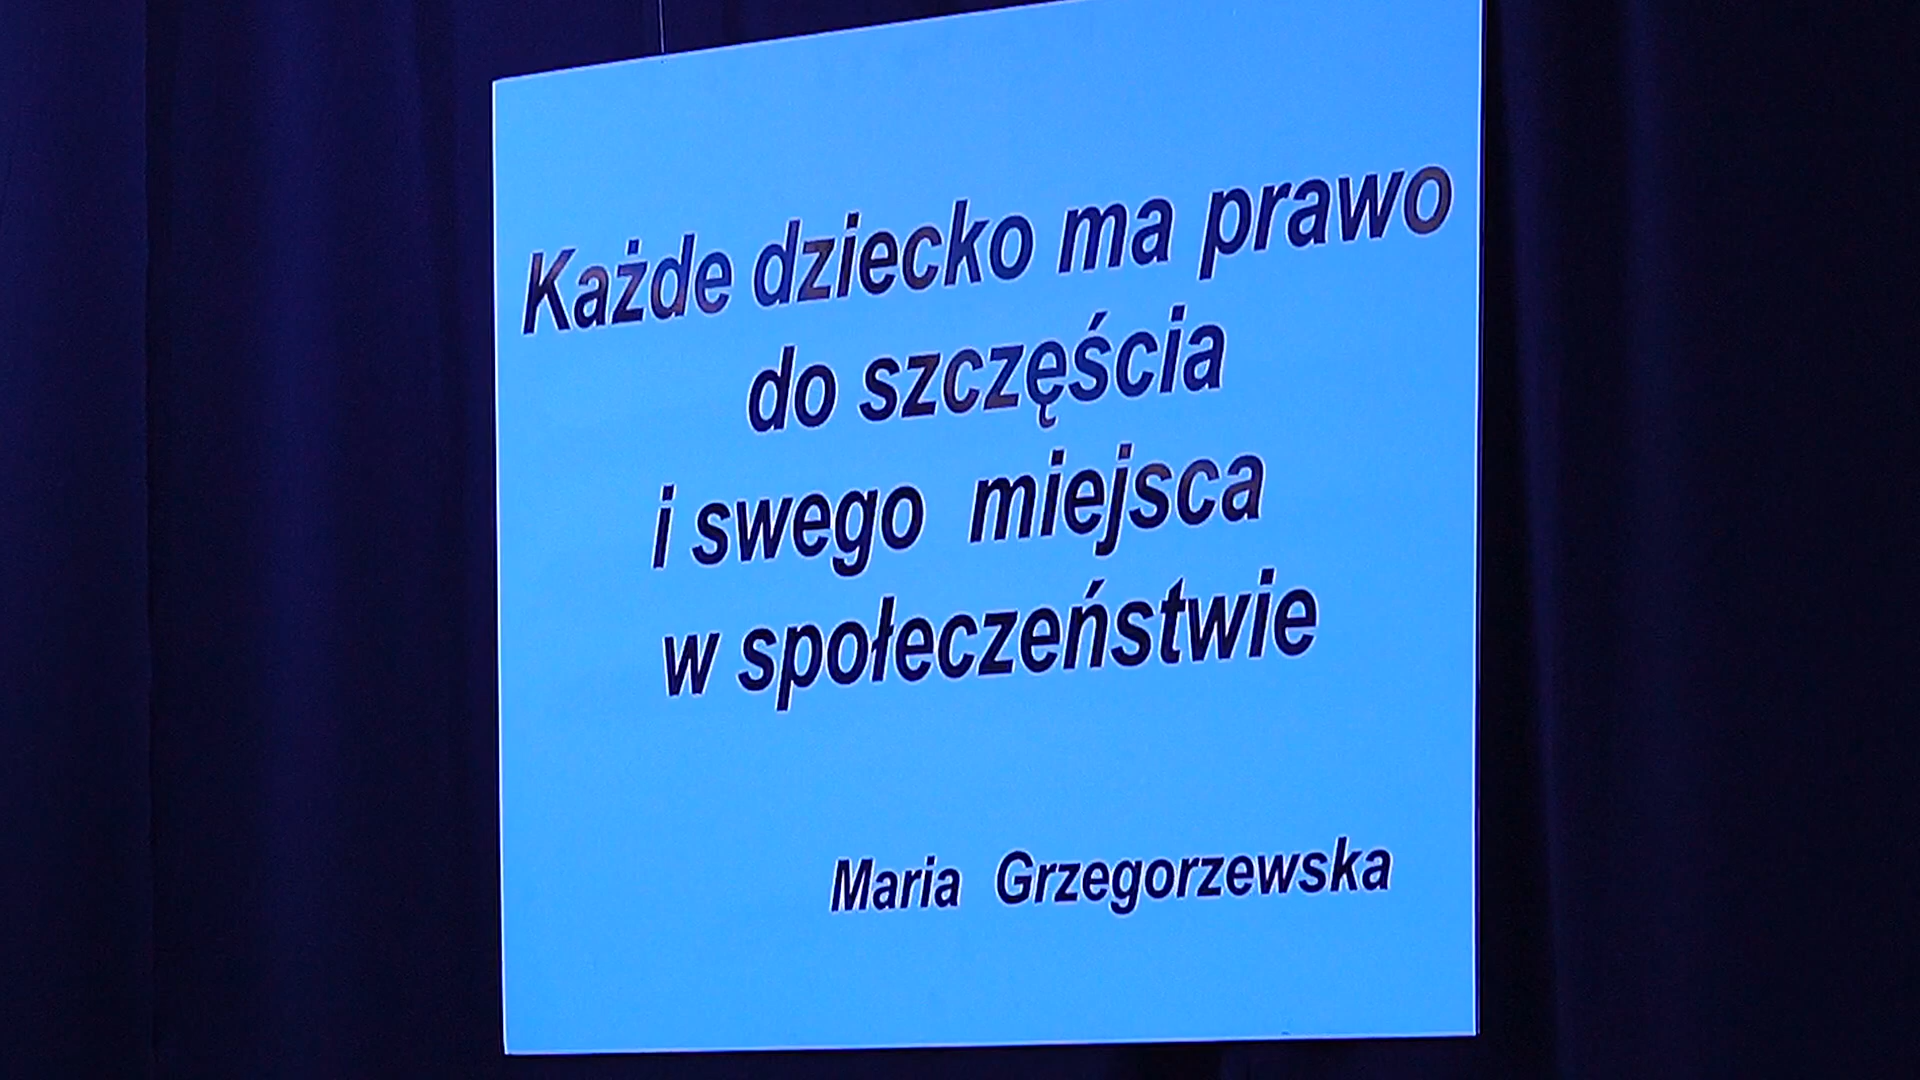 Każde dziecko ma prawo
do szczęścia
i swego miejsca
w społeczeństwie
Maria Grzegorzewska